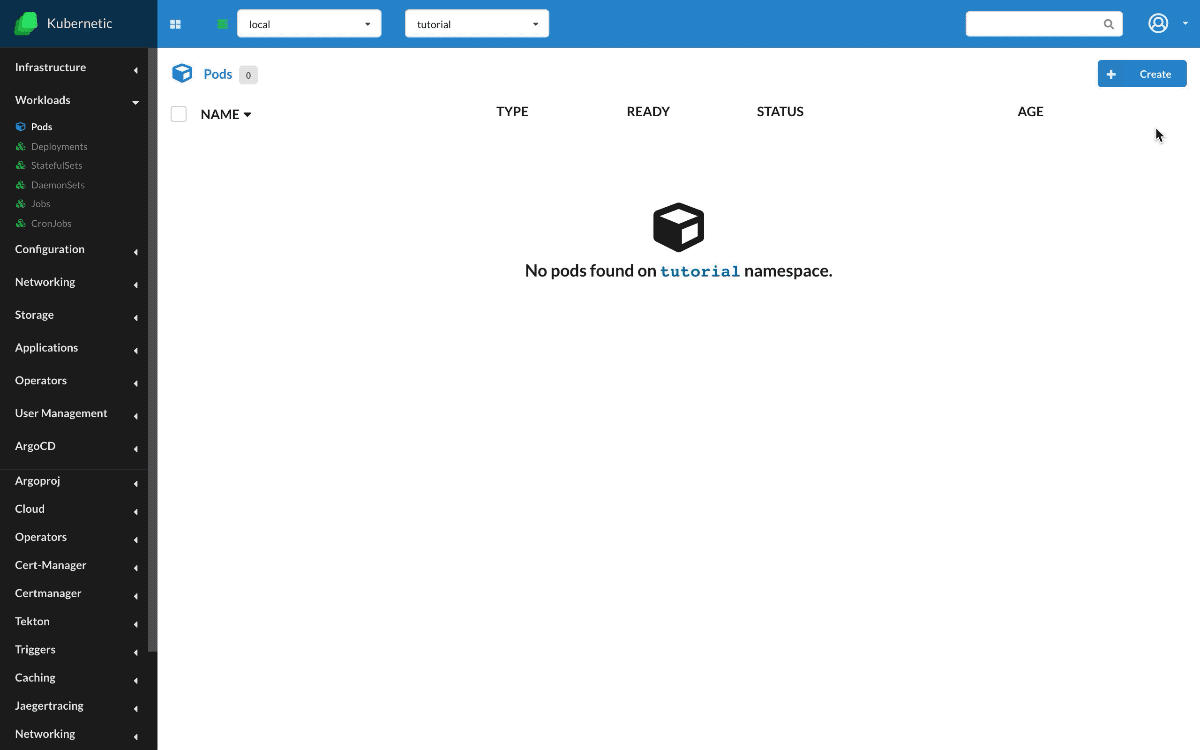 Kubernetic
local
tutorial
Infrastructure
Workloads
Pods
Deployments
StatefulSets
DaemonSets
Jobs
CronJobs
Configuration
Networking
Storage
Applications
Operators
User Management
ArgoCD
Argoproj
Cloud
Operators
Cert-Manager
Certmanager
Tekton
Triggers
Caching
Jaegertracing
Networking
Pods 0
+ Create
NAME TYPE READY STATUS AGE
No pods found on tutorial namespace.